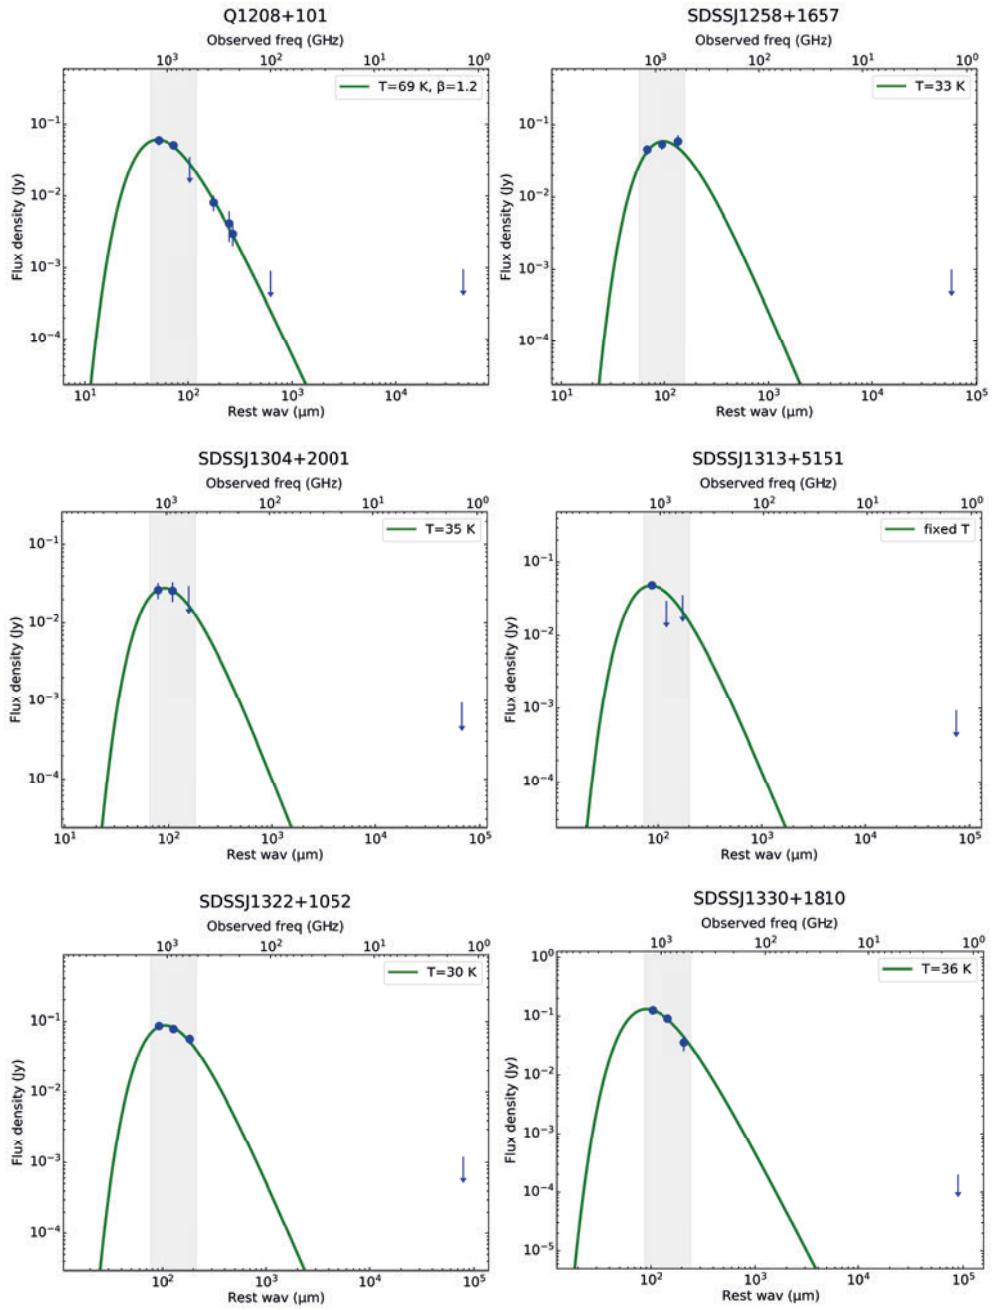 Q1208+101
Observed freq (GHz)
10³ 10² 10¹ 10⁰
T=69 K, β=1.2
Flux density (Jy)
10⁻¹
10⁻²
10⁻³
10⁻⁴
10¹ 10² 10³ 10⁴
Rest wav (μm)
SDSSJ1258+1657
Observed freq (GHz)
10³ 10² 10¹ 10⁰
T=33 K
Flux density (Jy)
10⁻¹
10⁻²
10⁻³
10⁻⁴
10¹ 10² 10³ 10⁴ 10⁵
Rest wav (μm)
SDSSJ1304+2001
Observed freq (GHz)
10³ 10² 10¹ 10⁰
T=35 K
Flux density (Jy)
10⁻¹
10⁻²
10⁻³
10⁻⁴
10¹ 10² 10³ 10⁴ 10⁵
Rest wav (μm)
SDSSJ1313+5151
Observed freq (GHz)
10³ 10² 10¹ 10⁰
fixed T
Flux density (Jy)
10⁻¹
10⁻²
10⁻³
10⁻⁴
10² 10³ 10⁴ 10⁵
Rest wav (μm)
SDSSJ1322+1052
Observed freq (GHz)
10³ 10² 10¹ 10⁰
T=30 K
Flux density (Jy)
10⁻¹
10⁻²
10⁻³
10⁻⁴
10² 10³ 10⁴ 10⁵
Rest wav (μm)
SDSSJ1330+1810
Observed freq (GHz)
10³ 10² 10¹ 10⁰
T=36 K
Flux density (Jy)
10⁰
10⁻¹
10⁻²
10⁻³
10⁻⁴
10⁻⁵
10² 10³ 10⁴ 10⁵
Rest wav (μm)